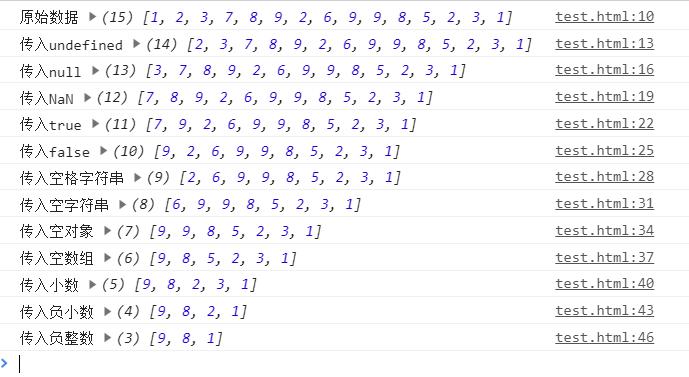 原始数据 ▶(15) [1, 2, 3, 7, 8, 9, 2, 6, 9, 9, 8, 5, 2, 3, 1] test.html:10
传入undefined ▶(14) [2, 3, 7, 8, 9, 2, 6, 9, 9, 8, 5, 2, 3, 1] test.html:13
传入null ▶(13) [3, 7, 8, 9, 2, 6, 9, 9, 8, 5, 2, 3, 1] test.html:16
传入NaN ▶(12) [7, 8, 9, 2, 6, 9, 9, 8, 5, 2, 3, 1] test.html:19
传入true ▶(11) [7, 9, 2, 6, 9, 9, 8, 5, 2, 3, 1] test.html:22
传入false ▶(10) [9, 2, 6, 9, 9, 8, 5, 2, 3, 1] test.html:25
传入空格字符串 ▶(9) [2, 6, 9, 9, 8, 5, 2, 3, 1] test.html:28
传入空字符串 ▶(8) [6, 9, 9, 8, 5, 2, 3, 1] test.html:31
传入空对象 ▶(7) [9, 9, 8, 5, 2, 3, 1] test.html:34
传入空数组 ▶(6) [9, 8, 5, 2, 3, 1] test.html:37
传入小数 ▶(5) [9, 8, 2, 3, 1] test.html:40
传入负小数 ▶(4) [9, 8, 2, 1] test.html:43
传入负整数 ▶(3) [9, 8, 1] test.html:46